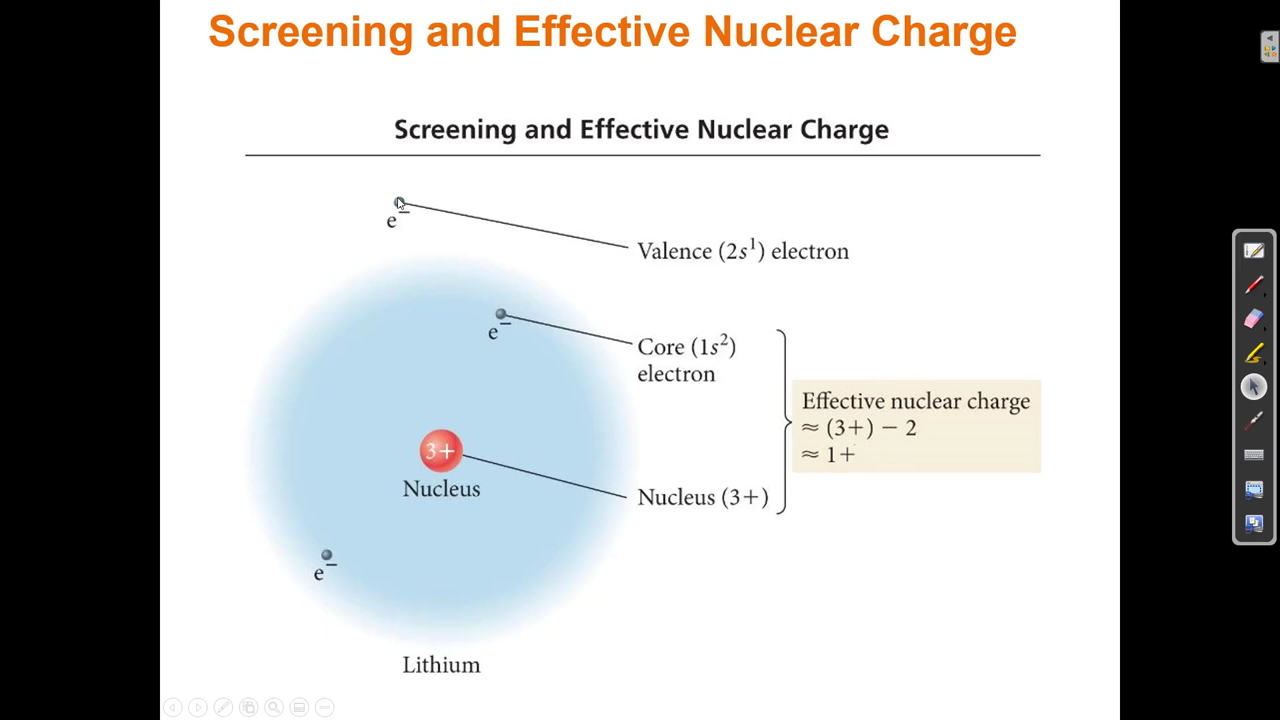 Screening and Effective Nuclear Charge
Screening and Effective Nuclear Charge
e⁻
Valence (2s¹) electron
e⁻
Core (1s²)
electron
Effective nuclear charge
≈ (3+) − 2
≈ 1+
3+
Nucleus
Nucleus (3+)
e⁻
Lithium